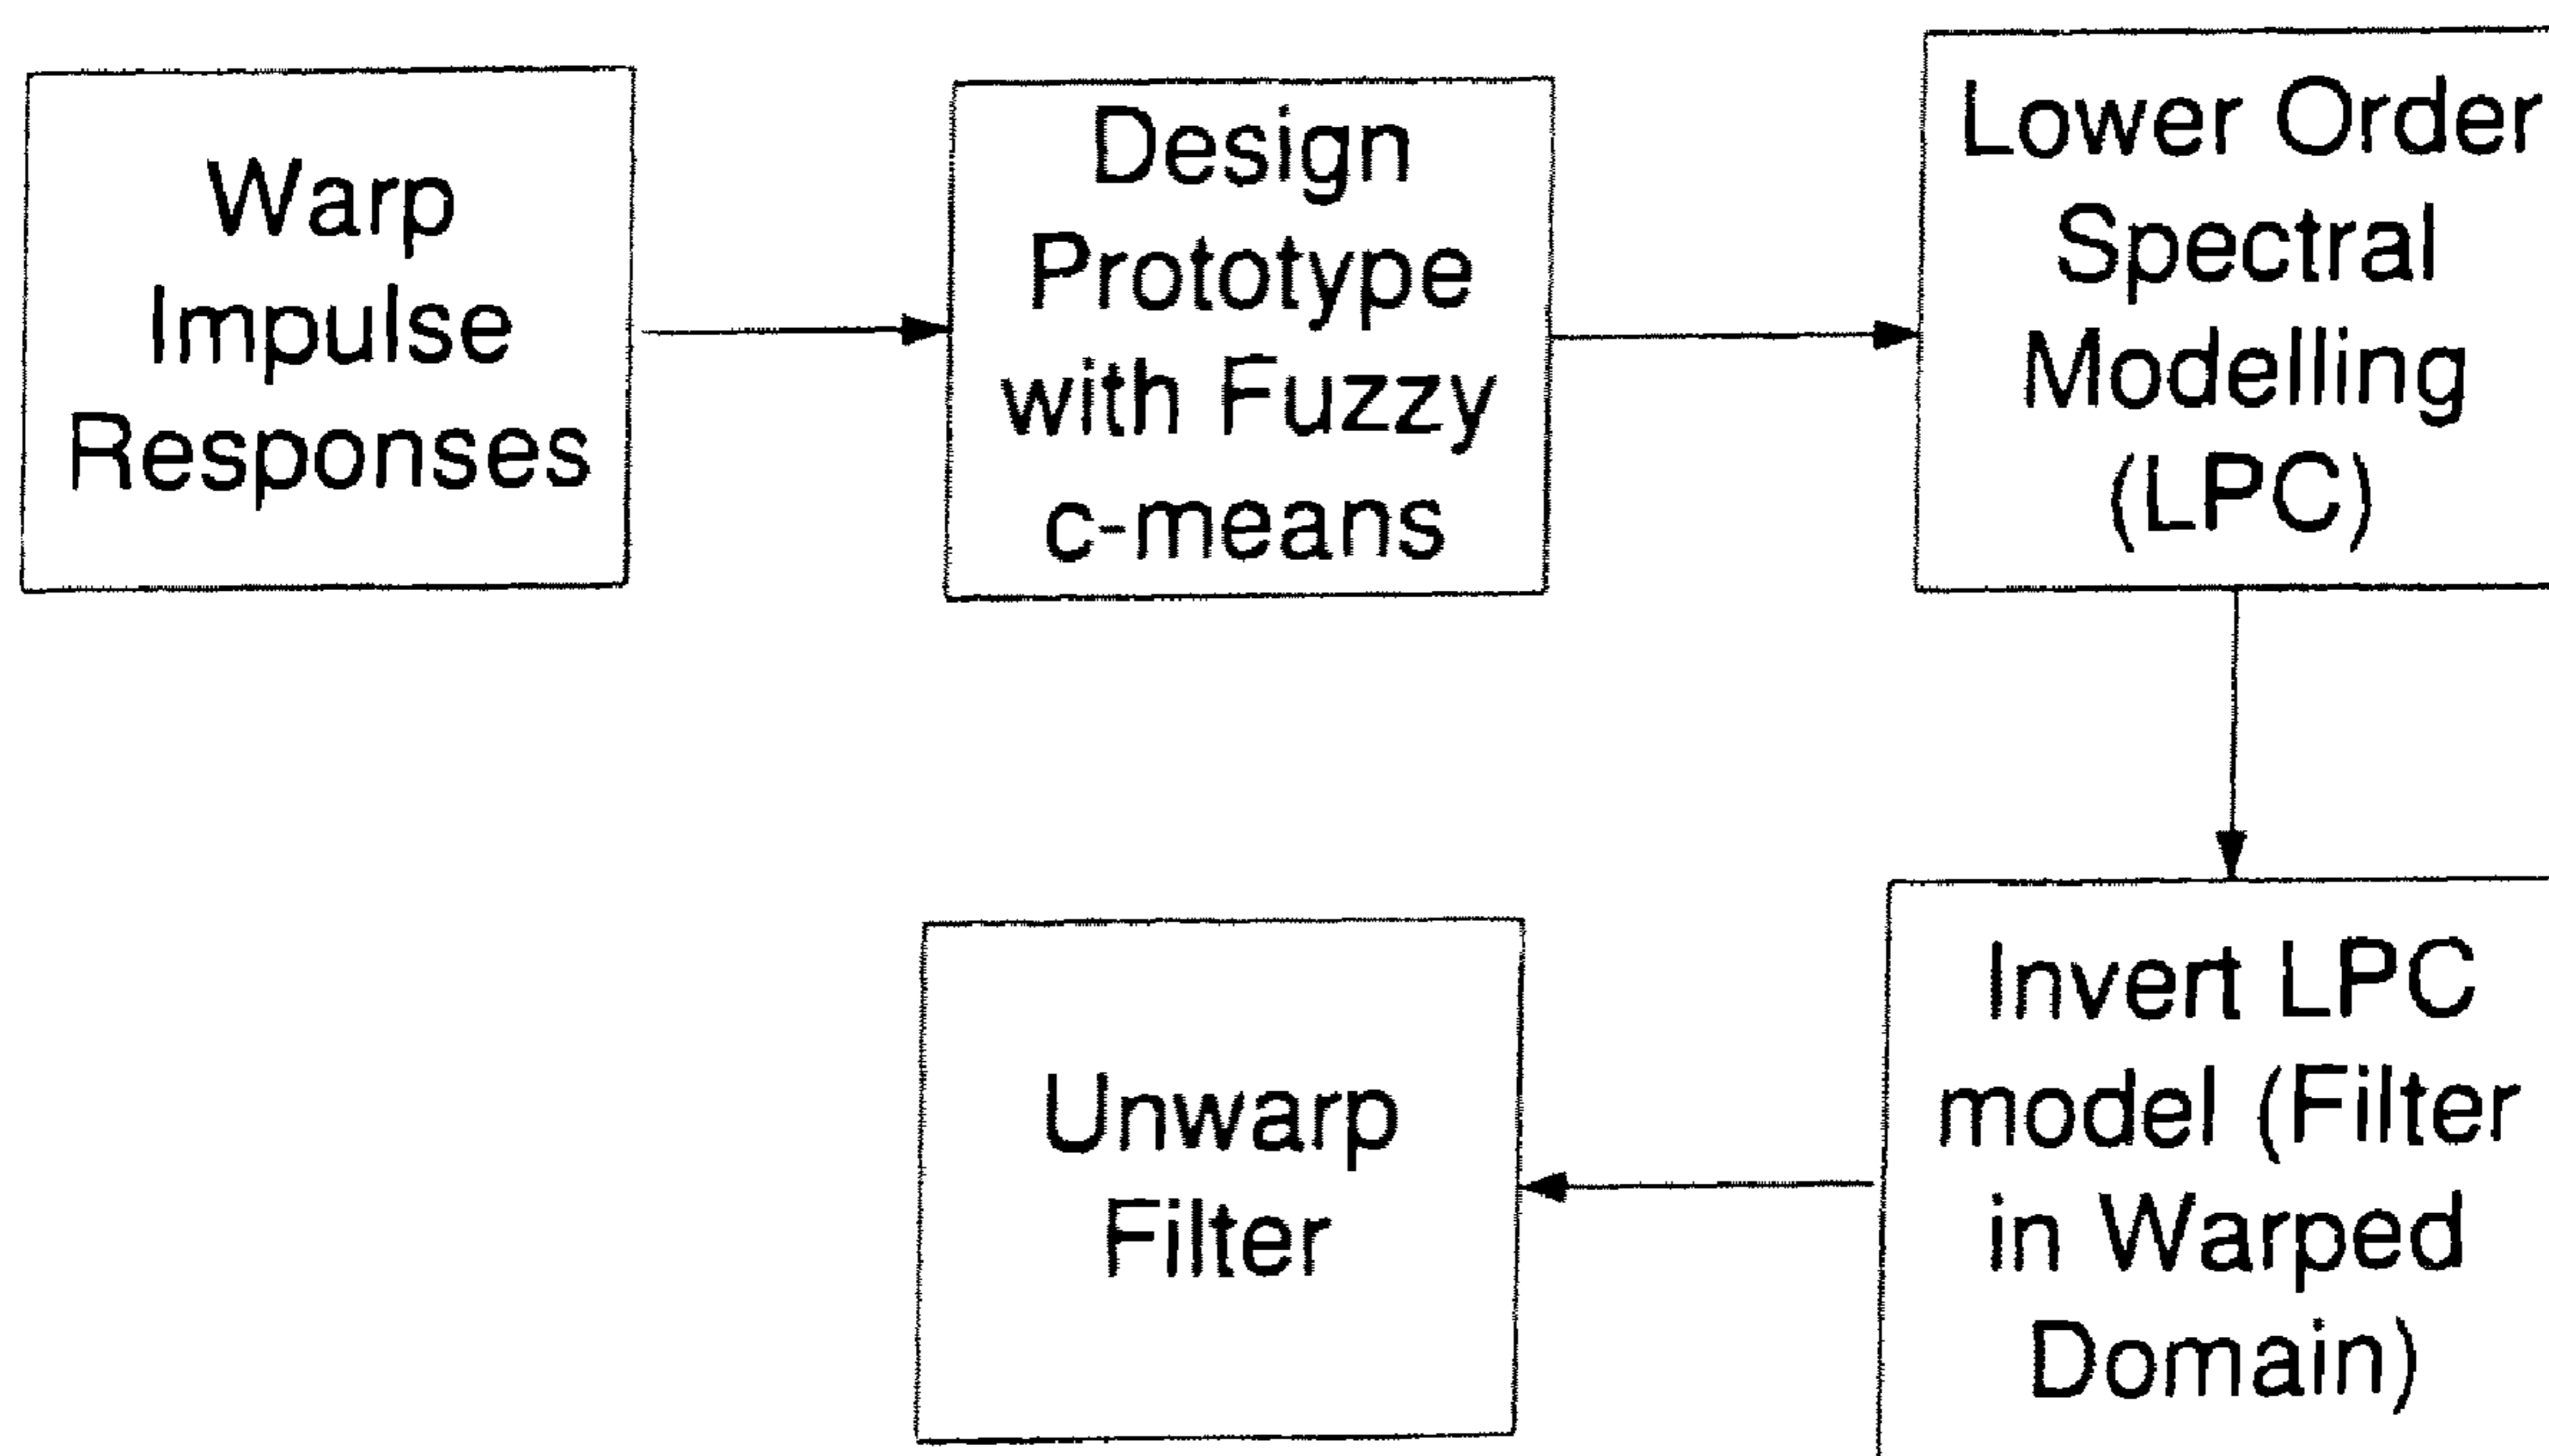 Warp
Impulse
Responses
Design
Prototype
with Fuzzy
c-means
Lower Order
Spectral
Modelling
(LPC)
Invert LPC
model (Filter
in Warped
Domain)
Unwarp
Filter